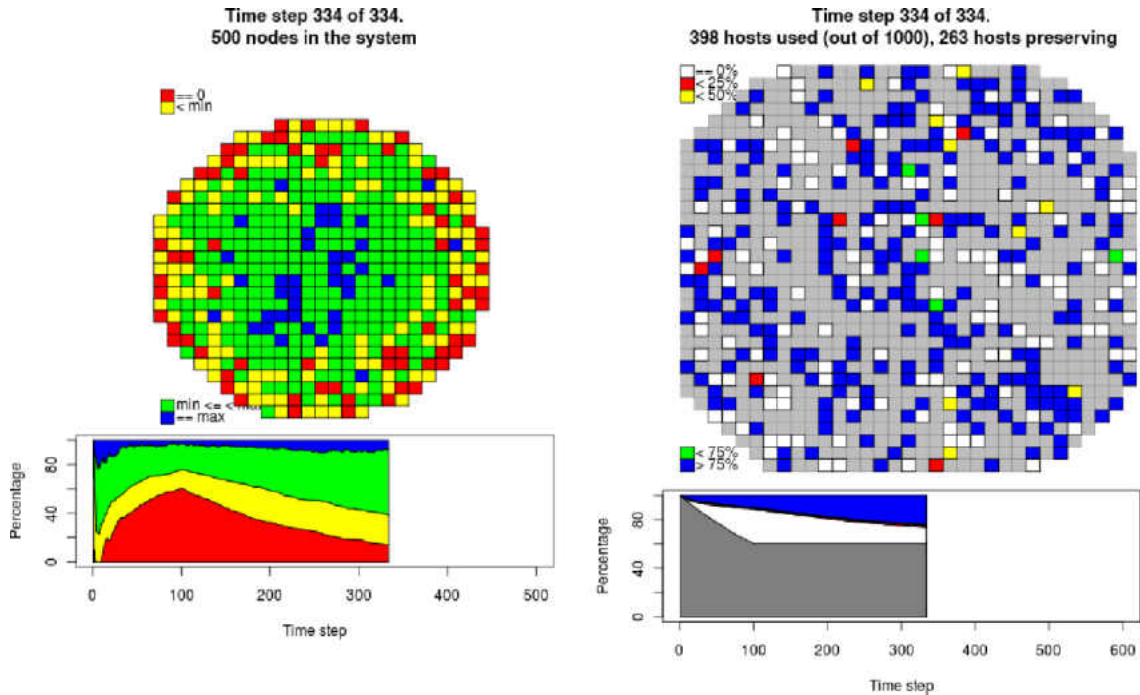 Time step 334 of 334.
500 nodes in the system
== 0
< min
min <= < max
== max
Percentage
0 40 80
0 100 200 300 400 500
Time step
Time step 334 of 334.
398 hosts used (out of 1000), 263 hosts preserving
== 0%
< 25%
< 50%
< 75%
> 75%
Percentage
0 40 80
0 100 200 300 400 500 600
Time step